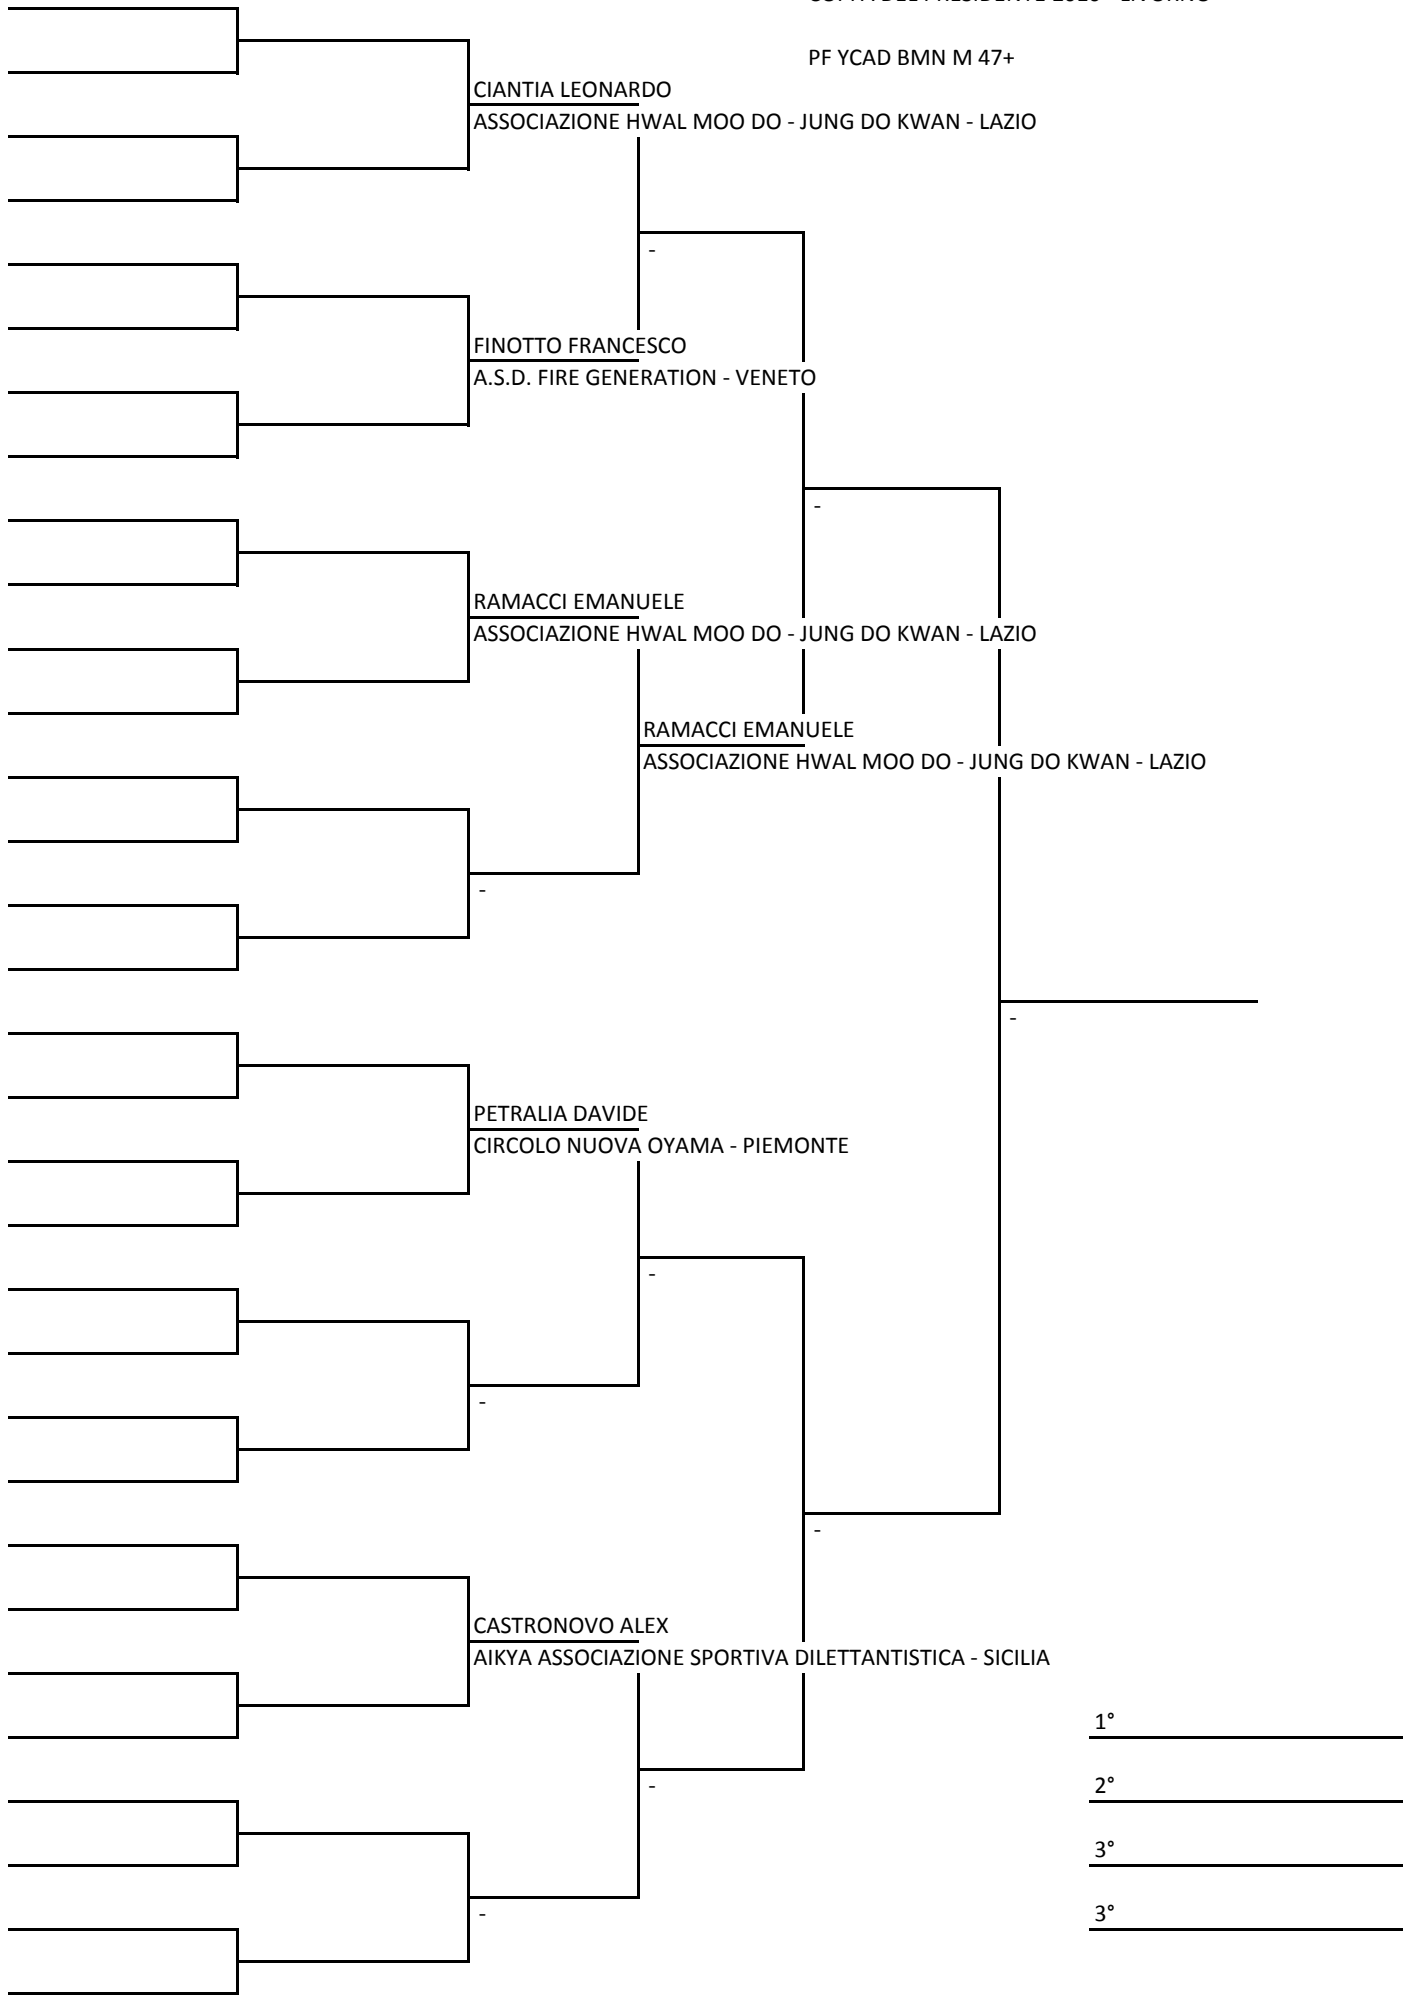 PF YCAD BMN M 47+
CIANTIA LEONARDO
ASSOCIAZIONE HWAL MOO DO - JUNG DO KWAN - LAZIO
-
FINOTTO FRANCESCO
A.S.D. FIRE GENERATION - VENETO
-
RAMACCI EMANUELE
ASSOCIAZIONE HWAL MOO DO - JUNG DO KWAN - LAZIO
RAMACCI EMANUELE
ASSOCIAZIONE HWAL MOO DO - JUNG DO KWAN - LAZIO
-
-
PETRALIA DAVIDE
CIRCOLO NUOVA OYAMA - PIEMONTE
-
-
-
CASTRONOVO ALEX
AIKYA ASSOCIAZIONE SPORTIVA DILETTANTISTICA - SICILIA
1°
-
2°
3°
-
3°